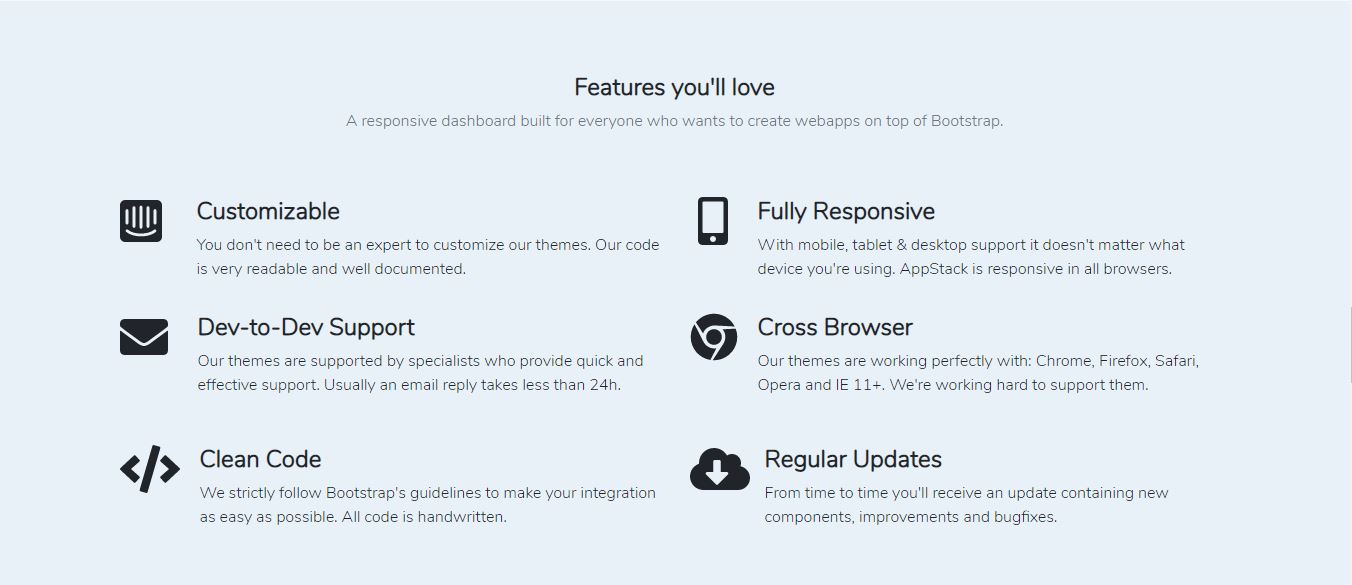 Features you'll love
A responsive dashboard built for everyone who wants to create webapps on top of Bootstrap.
Customizable
You don't need to be an expert to customize our themes. Our code
is very readable and well documented.
Fully Responsive
With mobile, tablet & desktop support it doesn't matter what
device you're using. AppStack is responsive in all browsers.
Dev-to-Dev Support
Our themes are supported by specialists who provide quick and
effective support. Usually an email reply takes less than 24h.
Cross Browser
Our themes are working perfectly with: Chrome, Firefox, Safari,
Opera and IE 11+. We're working hard to support them.
Clean Code
We strictly follow Bootstrap's guidelines to make your integration
as easy as possible. All code is handwritten.
Regular Updates
From time to time you'll receive an update containing new
components, improvements and bugfixes.